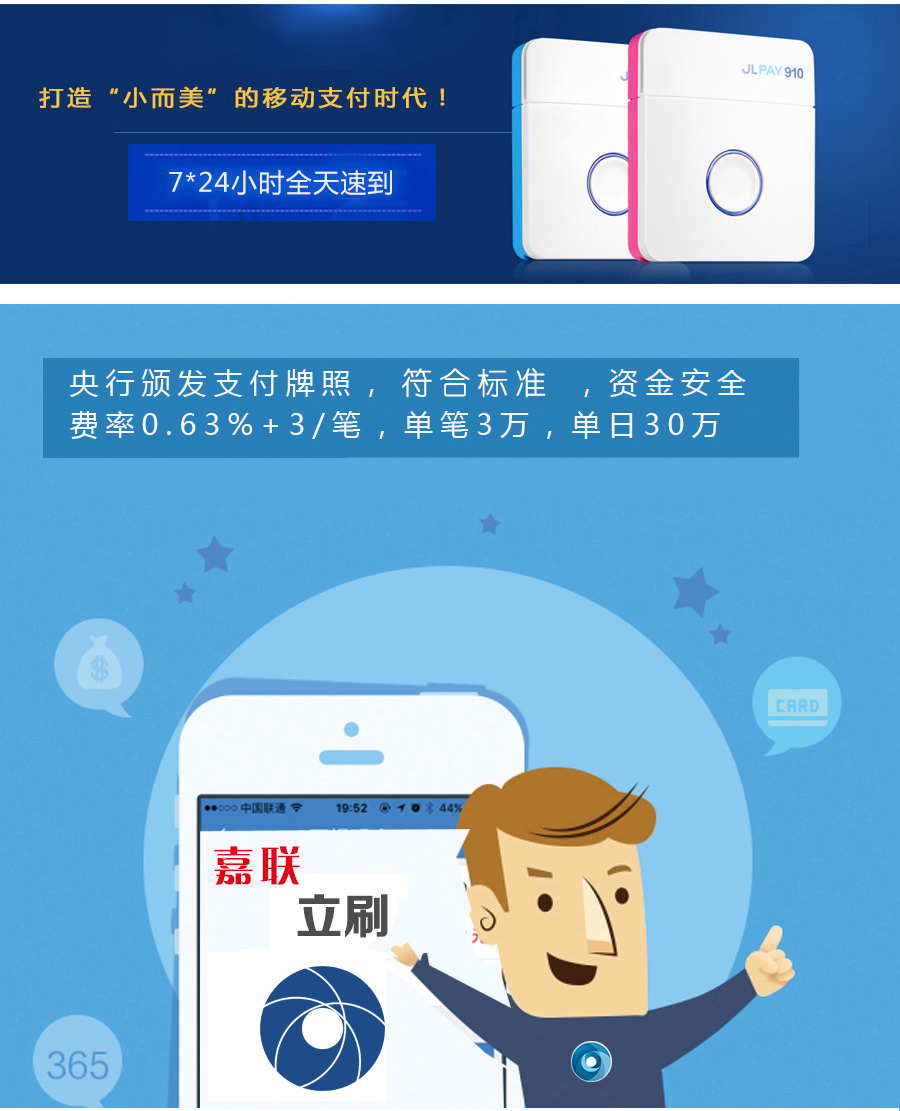 JLPAY 910
打造“小而美”的移动支付时代！
7*24小时全天速到
央行颁发支付牌照，符合标准，资金安全
费率0.63%+3/笔，单笔3万，单日30万
$
CARD
中国联通 19:52 44%
嘉联
立刷
365